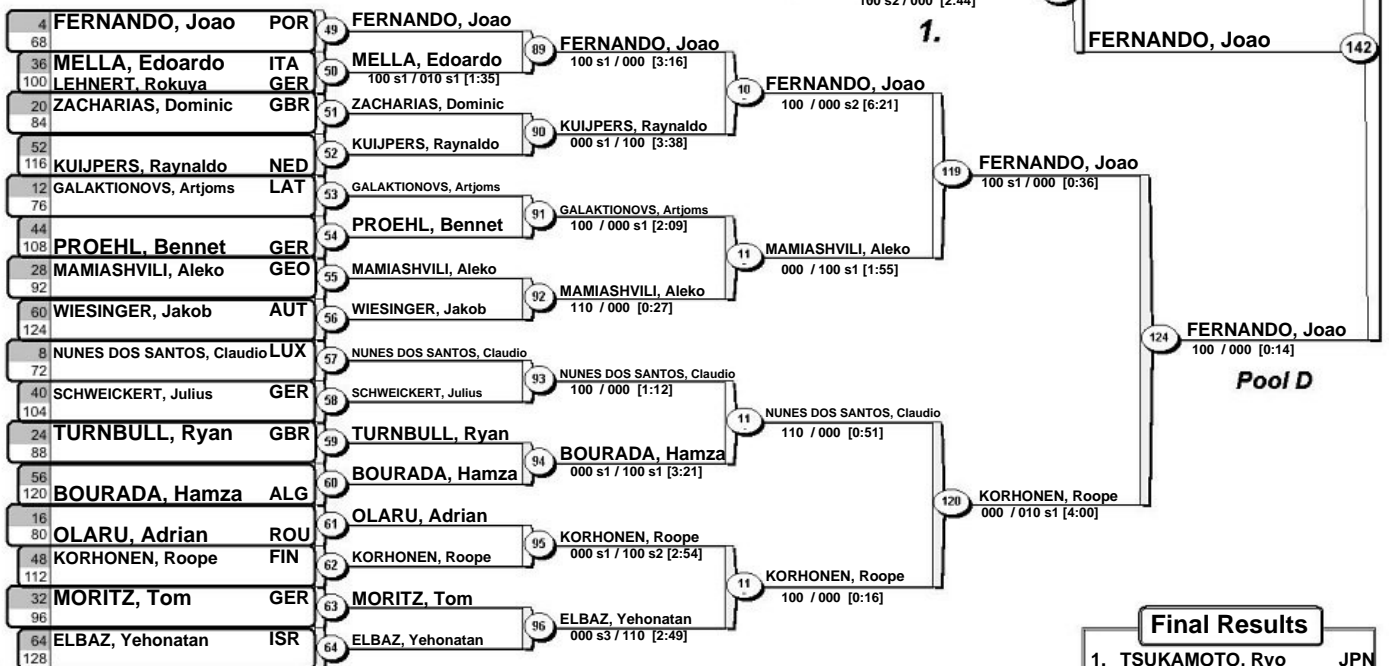 100 s2 / 000 [2:44]
1.
FERNANDO, Joao
142
4 FERNANDO, Joao POR
68
36 MELLA, Edoardo ITA
100 LEHNERT, Rokuya GER
20 ZACHARIAS, Dominic GBR
84
52
116 KUIJPERS, Raynaldo NED
12 GALAKTIONOVS, Artjoms LAT
76
44
108 PROEHL, Bennet GER
28 MAMIASHVILI, Aleko GEO
92
60 WIESINGER, Jakob AUT
124
8 NUNES DOS SANTOS, Claudio LUX
72
40 SCHWEICKERT, Julius GER
104
24 TURNBULL, Ryan GBR
88
56
120 BOURADA, Hamza ALG
16
80 OLARU, Adrian ROU
48 KORHONEN, Roope FIN
112
32 MORITZ, Tom GER
96
64 ELBAZ, Yehonatan ISR
128
49 FERNANDO, Joao
50 MELLA, Edoardo
100 s1 / 010 s1 [1:35]
51 ZACHARIAS, Dominic
52 KUIJPERS, Raynaldo
53 GALAKTIONOVS, Artjoms
54 PROEHL, Bennet
55 MAMIASHVILI, Aleko
56 WIESINGER, Jakob
57 NUNES DOS SANTOS, Claudio
58 SCHWEICKERT, Julius
59 TURNBULL, Ryan
60 BOURADA, Hamza
61 OLARU, Adrian
62 KORHONEN, Roope
63 MORITZ, Tom
64 ELBAZ, Yehonatan
89 FERNANDO, Joao
100 s1 / 000 [3:16]
90 KUIJPERS, Raynaldo
000 s1 / 100 [3:38]
91 GALAKTIONOVS, Artjoms
100 / 000 s1 [2:09]
92 MAMIASHVILI, Aleko
110 / 000 [0:27]
93 NUNES DOS SANTOS, Claudio
100 / 000 [1:12]
94 BOURADA, Hamza
000 s1 / 100 s1 [3:21]
95 KORHONEN, Roope
000 s1 / 100 s2 [2:54]
96 ELBAZ, Yehonatan
000 s3 / 110 [2:49]
10 FERNANDO, Joao
100 / 000 s2 [6:21]
11 MAMIASHVILI, Aleko
000 / 100 s1 [1:55]
11 NUNES DOS SANTOS, Claudio
110 / 000 [0:51]
11 KORHONEN, Roope
100 / 000 [0:16]
119 FERNANDO, Joao
100 s1 / 000 [0:36]
120 KORHONEN, Roope
000 / 010 s1 [4:00]
124 FERNANDO, Joao
100 / 000 [0:14]
Pool D
Final Results
1. TSUKAMOTO, Ryo JPN